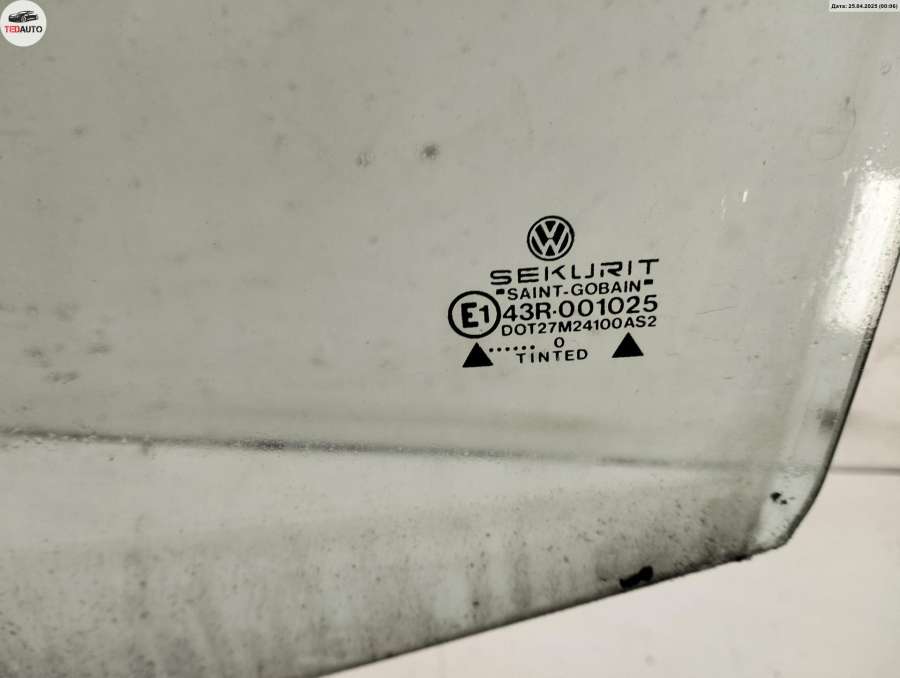 TEDAUTO
Дата: 25.04.2025 (00:06)
SEKURIT
"SAINT-GOBAIN"
E1 43R-001025
DOT27M24100AS2
...... 0
TINTED